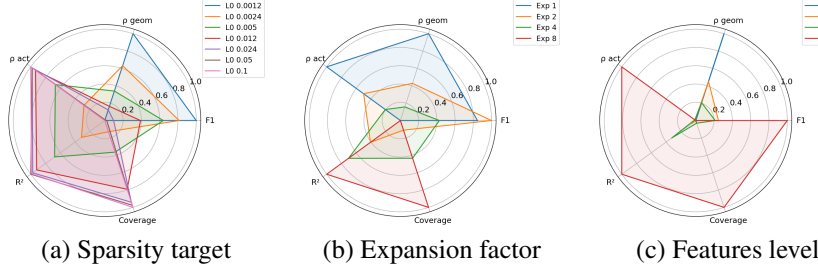 ρ geom
ρ act
F1
R²
Coverage
0.2
0.4
0.6
0.8
1.0
L0 0.0012
L0 0.0024
L0 0.005
L0 0.012
L0 0.024
L0 0.05
L0 0.1
(a) Sparsity target
ρ geom
ρ act
F1
R²
Coverage
0.2
0.4
0.6
0.8
1.0
Exp 1
Exp 2
Exp 4
Exp 8
(b) Expansion factor
ρ geom
ρ act
F1
R²
Coverage
0.2
0.4
0.6
0.8
1.0
(c) Features level